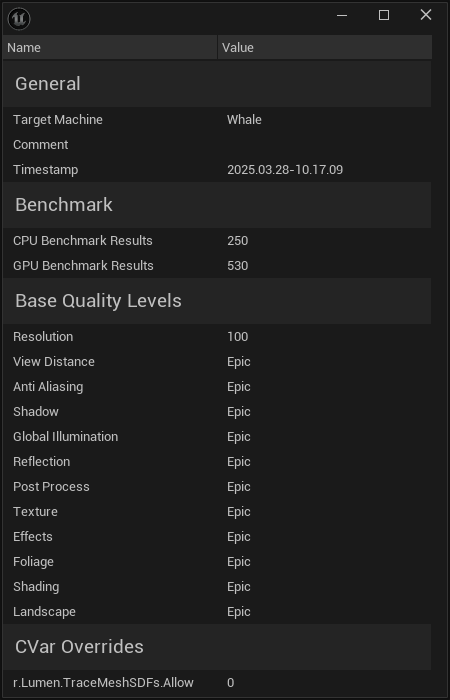 Name Value
General
Target Machine Whale
Comment
Timestamp 2025.03.28-10.17.09
Benchmark
CPU Benchmark Results 250
GPU Benchmark Results 530
Base Quality Levels
Resolution 100
View Distance Epic
Anti Aliasing Epic
Shadow Epic
Global Illumination Epic
Reflection Epic
Post Process Epic
Texture Epic
Effects Epic
Foliage Epic
Shading Epic
Landscape Epic
CVar Overrides
r.Lumen.TraceMeshSDFs.Allow 0